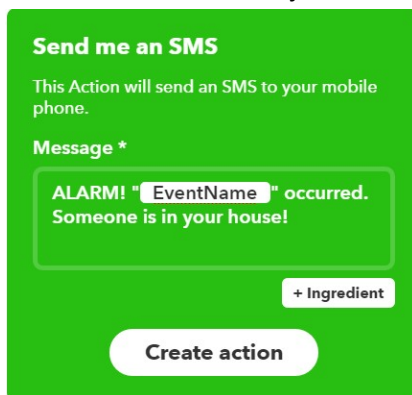 Send me an SMS
This Action will send an SMS to your mobile
phone.
Message *
ALARM! "EventName" occurred.
Someone is in your house!
+ Ingredient
Create action